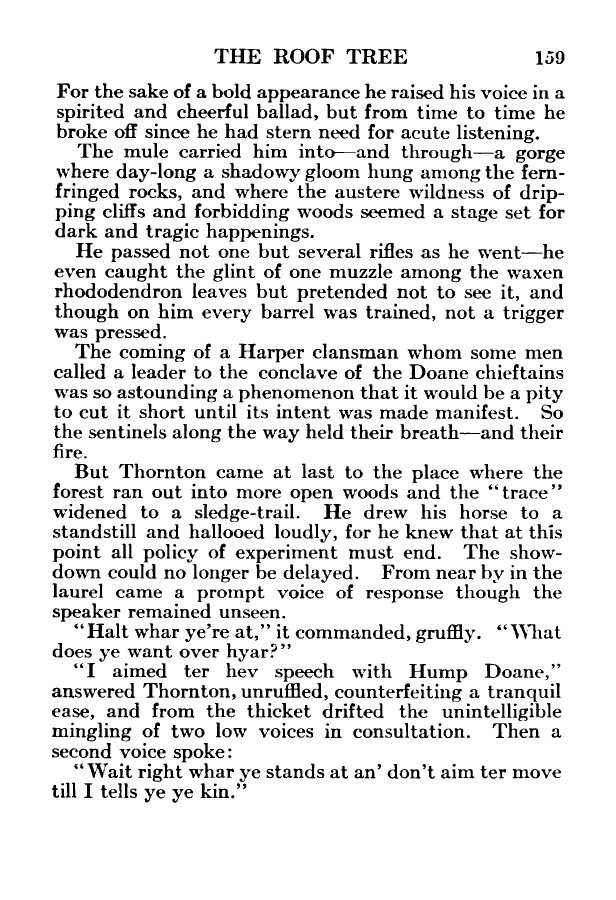 THE ROOF TREE 159
For the sake of a bold appearance he raised his voice in a
spirited and cheerful ballad, but from time to time he
broke off since he had stern need for acute listening.
The mule carried him into—and through—a gorge
where day-long a shadowy gloom hung among the fern-
fringed rocks, and where the austere wildness of drip-
ping cliffs and forbidding woods seemed a stage set for
dark and tragic happenings.
He passed not one but several rifles as he went—he
even caught the glint of one muzzle among the waxen
rhododendron leaves but pretended not to see it, and
though on him every barrel was trained, not a trigger
was pressed.
The coming of a Harper clansman whom some men
called a leader to the conclave of the Doane chieftains
was so astounding a phenomenon that it would be a pity
to cut it short until its intent was made manifest. So
the sentinels along the way held their breath—and their
fire.
But Thornton came at last to the place where the
forest ran out into more open woods and the "trace"
widened to a sledge-trail. He drew his horse to a
standstill and hallooed loudly, for he knew that at this
point all policy of experiment must end. The show-
down could no longer be delayed. From near by in the
laurel came a prompt voice of response though the
speaker remained unseen.
"Halt whar ye're at," it commanded, gruffly. "What
does ye want over hyar?"
"I aimed ter hev speech with Hump Doane,"
answered Thornton, unruffled, counterfeiting a tranquil
ease, and from the thicket drifted the unintelligible
mingling of two low voices in consultation. Then a
second voice spoke:
"Wait right whar ye stands at an' don't aim ter move
till I tells ye ye kin."